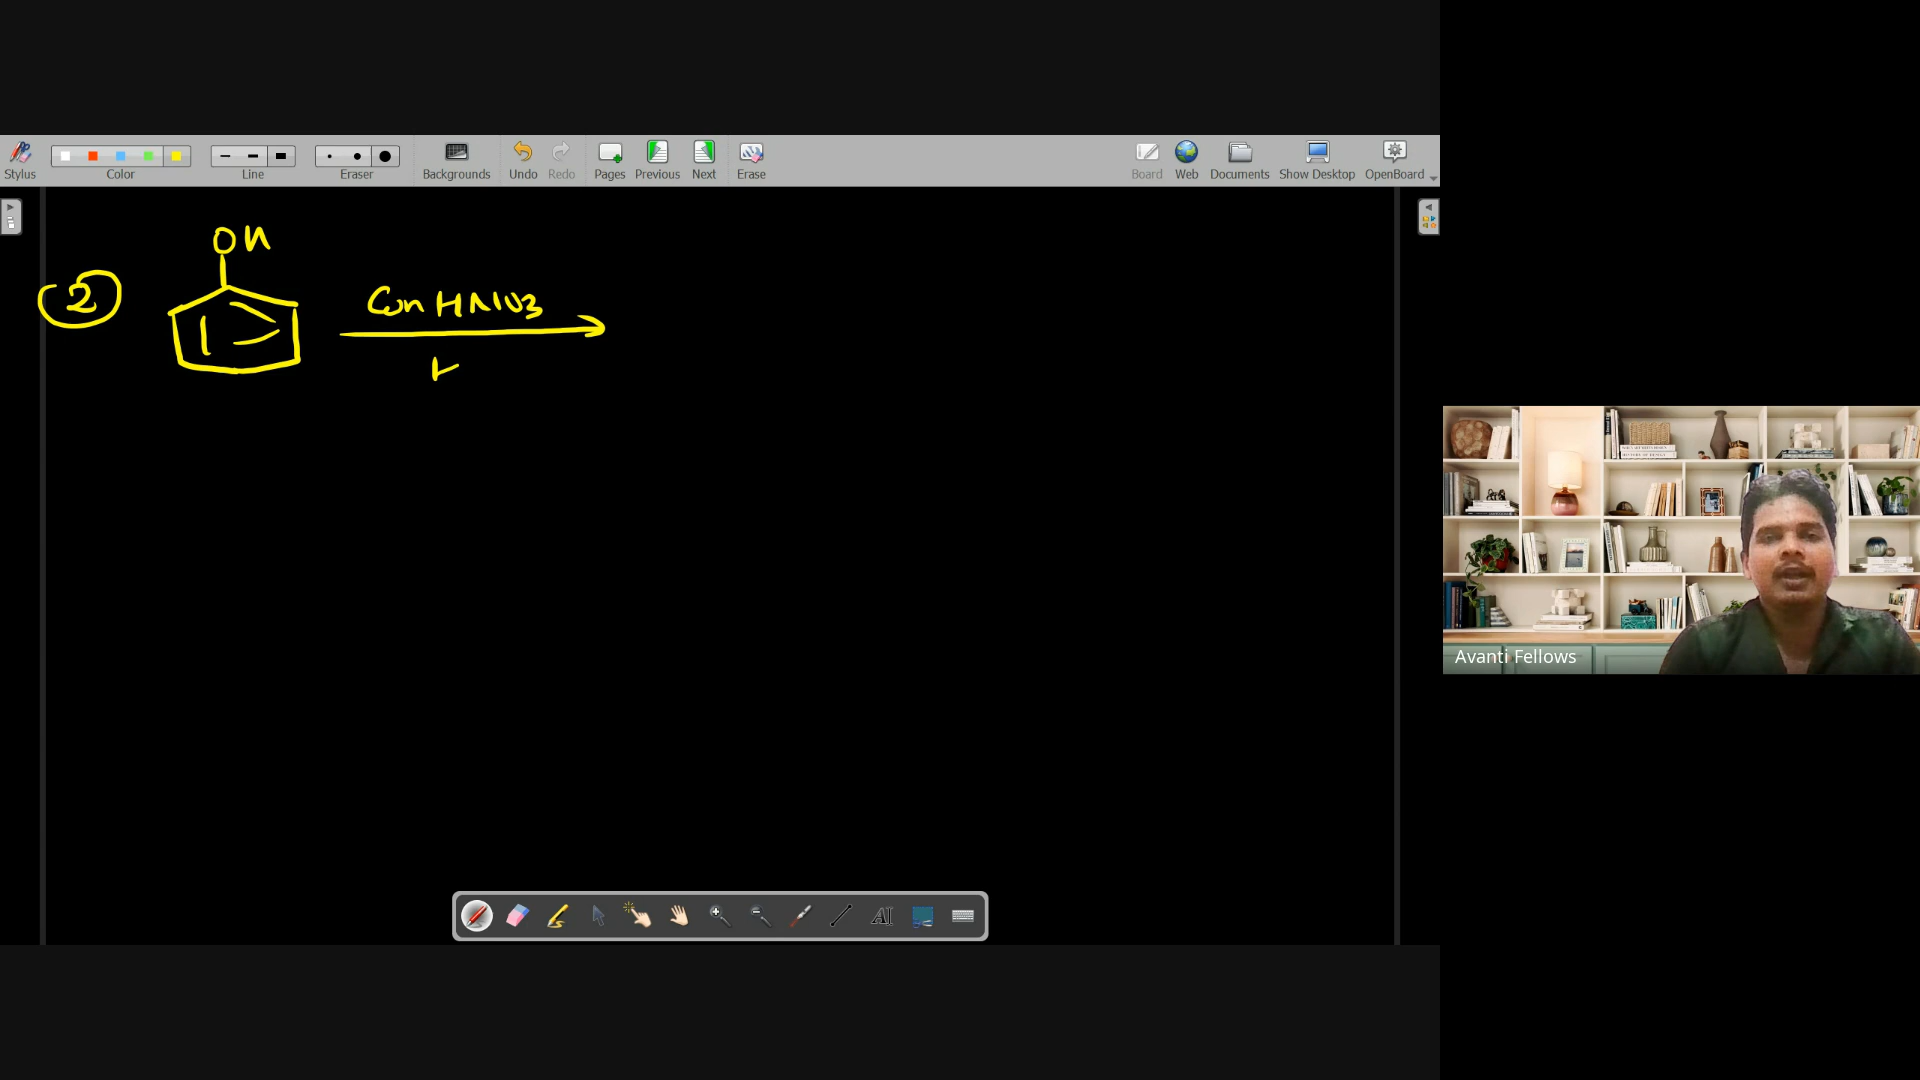 Stylus Color Line Eraser Backgrounds Undo Redo Pages Previous Next Erase Board Web Documents Show Desktop OpenBoard
OH
2
Con HNO3
Avanti Fellows